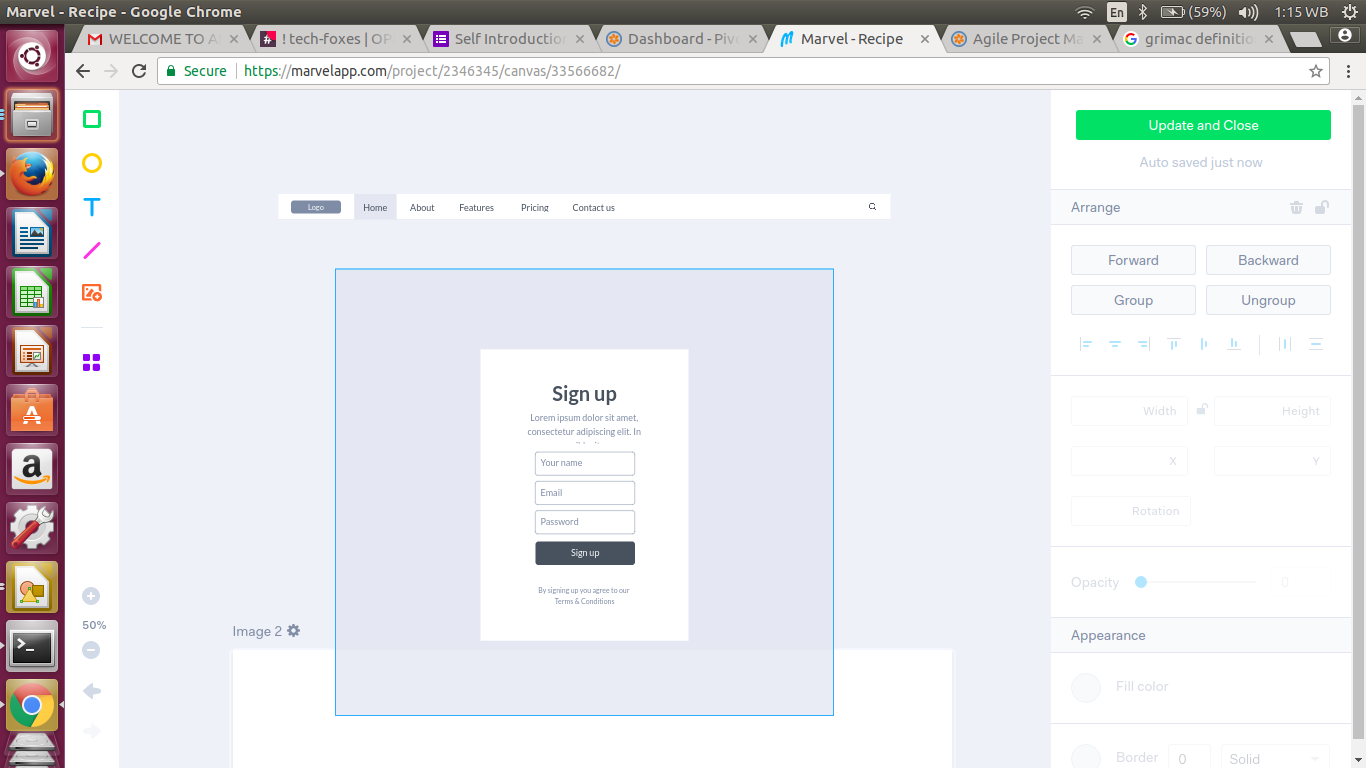 Marvel - Recipe - Google Chrome
En
(59%)
1:15 WB
WELCOME TO A
! tech-foxes | OP
Self Introduction
Dashboard - Pivo
Marvel - Recipe
Agile Project Ma
grimac definitio
Secure
https://marvelapp.com/project/2346345/canvas/33566682/
Update and Close
Auto saved just now
Logo
Home
About
Features
Pricing
Contact us
Arrange
Forward
Backward
Group
Ungroup
Sign up
Lorem ipsum dolor sit amet,
consectetur adipiscing elit. In
Your name
Email
Password
Sign up
By signing up you agree to our
Terms & Conditions
Width
Height
X
Y
Rotation
Opacity
0
50%
Image 2
Appearance
Fill color
Border
0
Solid